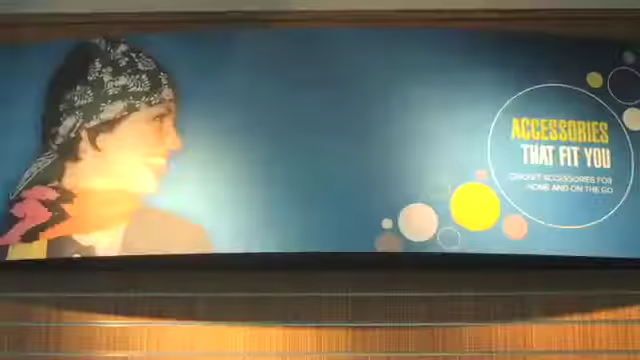 ACCESSORIES
THAT FIT YOU
ACCESSORIES FOR
HOME AND ON THE GO